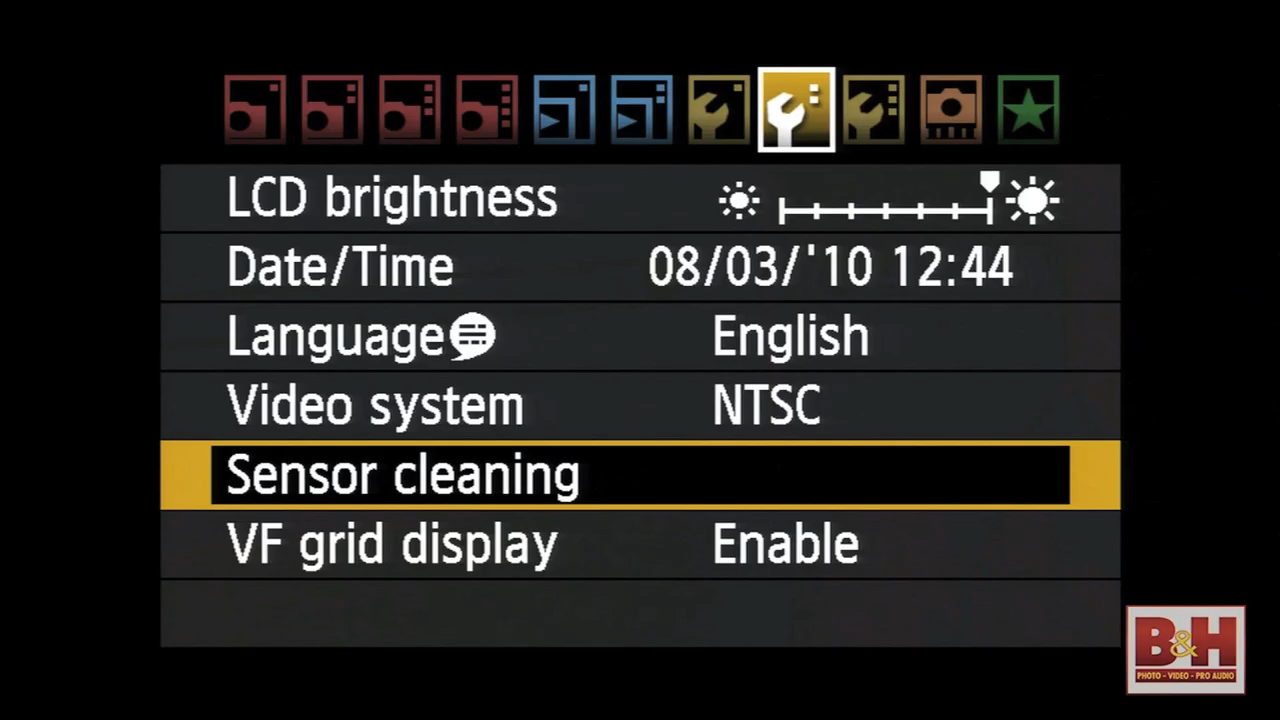 LCD brightness
Date/Time 08/03/'10 12:44
Language English
Video system NTSC
Sensor cleaning
VF grid display Enable
B&H
PHOTO - VIDEO - PRO AUDIO